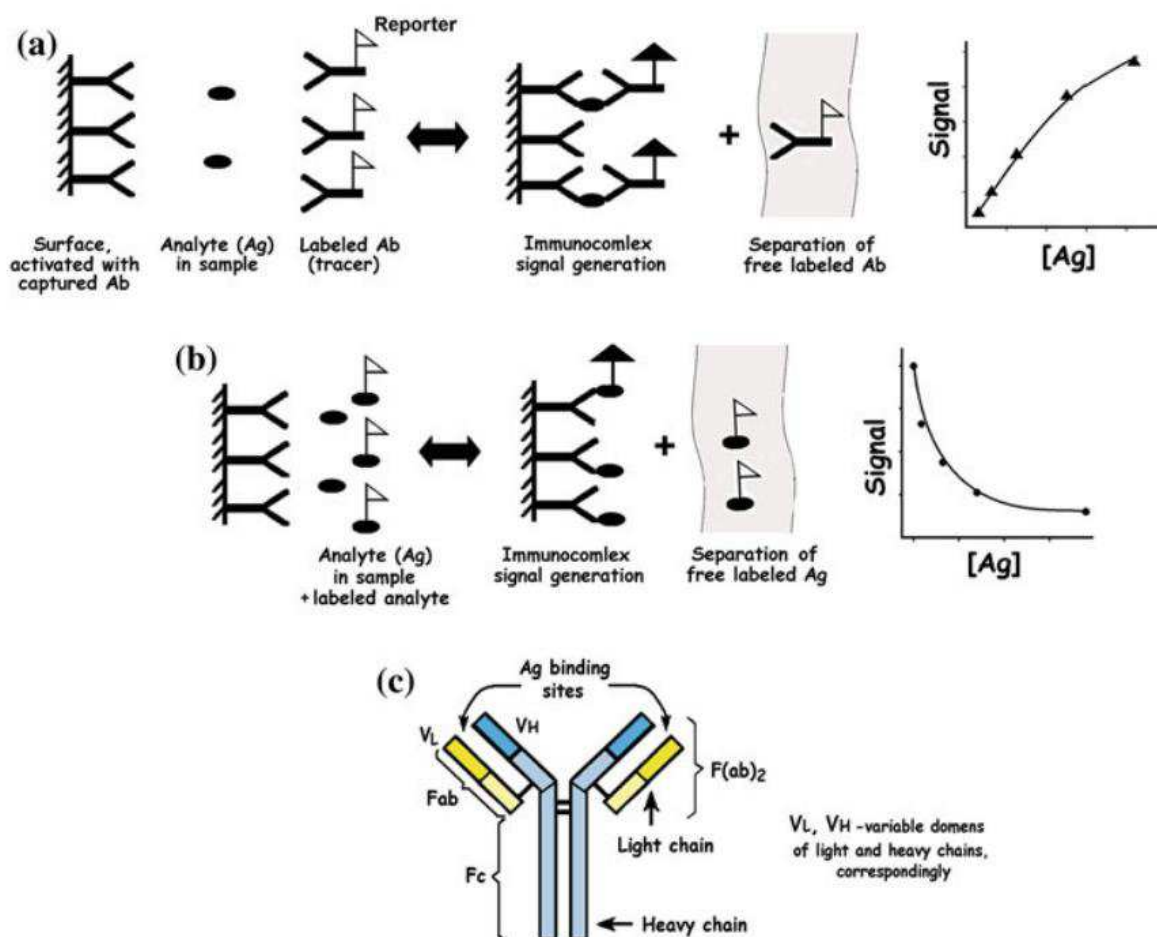 (a)
Reporter
Surface,
activated with
captured Ab
Analyte (Ag)
in sample
Labeled Ab
(tracer)
Immunocomlex
signal generation
+
Separation of
free labeled Ab
Signal
[Ag]
(b)
Analyte (Ag)
in sample
+labeled analyte
Immunocomlex
signal generation
+
Separation of
free labeled Ag
Signal
[Ag]
(c)
Ag binding
sites
VL
VH
Fab
F(ab)2
Light chain
Fc
Heavy chain
VL, VH -variable domens
of light and heavy chains,
correspondingly